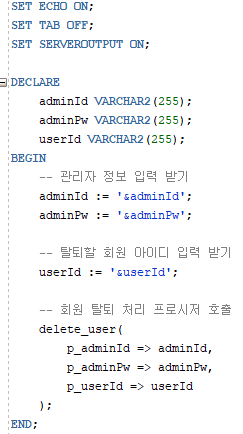 SET ECHO ON;
SET TAB OFF;
SET SERVEROUTPUT ON;
DECLARE
adminId VARCHAR2(255);
adminPw VARCHAR2(255);
userId VARCHAR2(255);
BEGIN
-- 관리자 정보 입력 받기
adminId := '&adminId';
adminPw := '&adminPw';
-- 탈퇴할 회원 아이디 입력 받기
userId := '&userId';
-- 회원 탈퇴 처리 프로시저 호출
delete_user(
p_adminId => adminId,
p_adminPw => adminPw,
p_userId => userId
);
END;